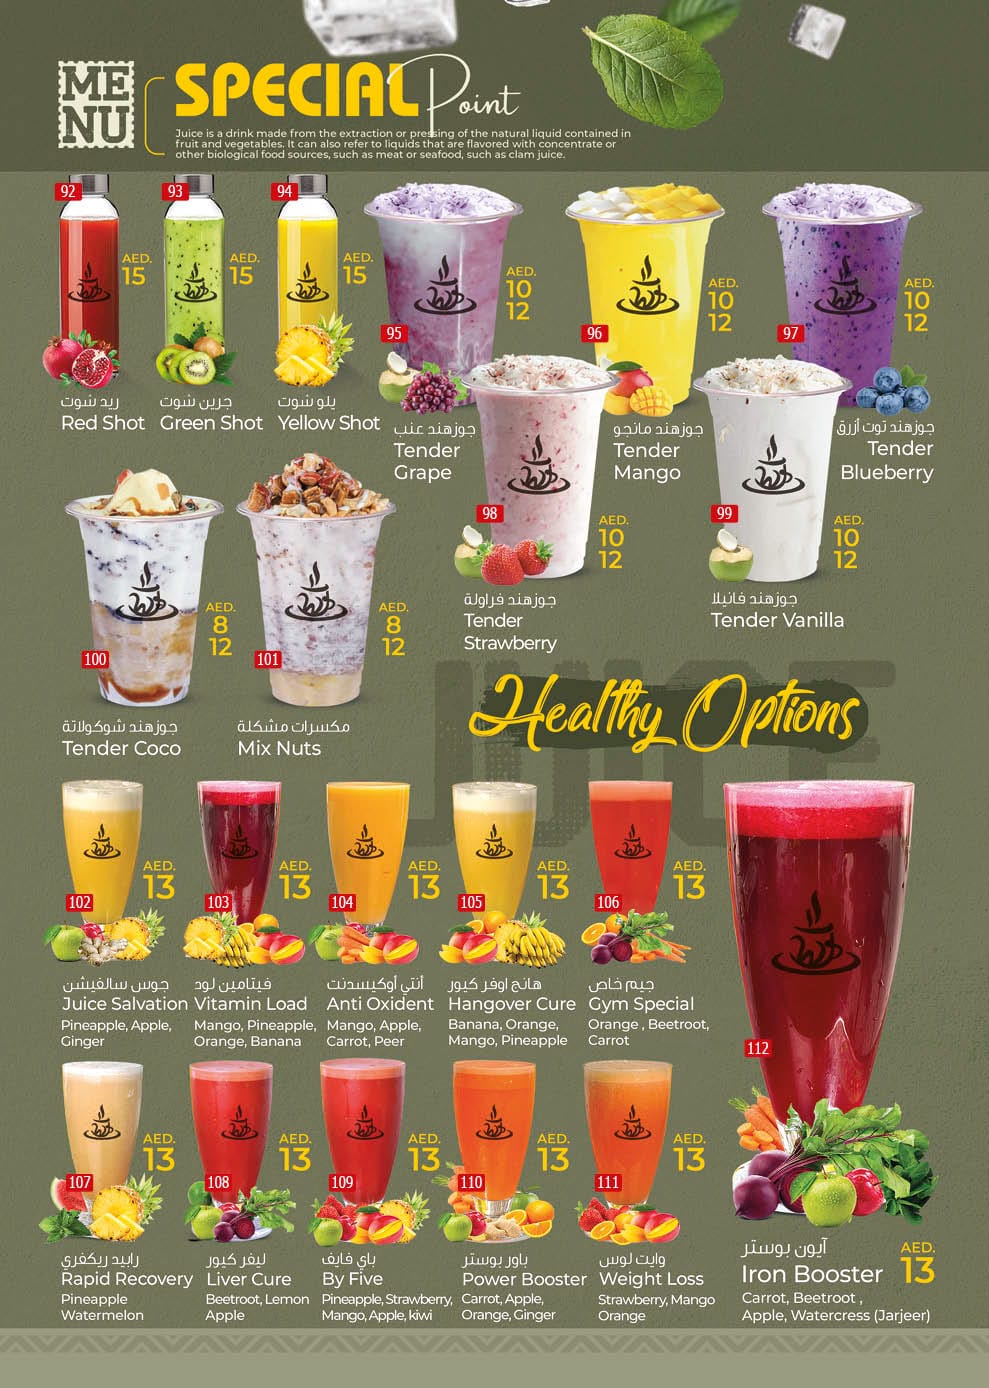 ME
NU
SPECIAL Point
Juice is a drink made from the extraction or pressing of the natural liquid contained in
fruit and vegetables. It can also refer to liquids that are flavored with concentrate or
other biological food sources, such as meat or seafood, such as clam juice.
92
AED.
15
ريد شوت
Red Shot
93
AED.
15
جرين شوت
Green Shot
94
AED.
15
يلو شوت
Yellow Shot
95
AED.
10
12
جوزهند عنب
Tender
Grape
96
AED.
10
12
جوزهند مانجو
Tender
Mango
97
AED.
10
12
جوزهند توت أزرق
Tender
Blueberry
98
AED.
10
12
جوزهند فراولة
Tender
Strawberry
99
AED.
10
12
جوزهند فانيلا
Tender Vanilla
100
AED.
8
12
جوزهند شوكولاتة
Tender Coco
101
AED.
8
12
مكسرات مشكلة
Mix Nuts
JUICE
Healthy Options
102
AED.
13
جوس سالفيشن
Juice Salvation
Pineapple, Apple,
Ginger
103
AED.
13
فيتامين لود
Vitamin Load
Mango, Pineapple,
Orange, Banana
104
AED.
13
أنتي أوكيسدنت
Anti Oxident
Mango, Apple,
Carrot, Peer
105
AED.
13
هانج اوفر كيور
Hangover Cure
Banana, Orange,
Mango, Pineapple
106
AED.
13
جيم خاص
Gym Special
Orange , Beetroot,
Carrot
107
AED.
13
رابيد ريكفري
Rapid Recovery
Pineapple
Watermelon
108
AED.
13
ليفر كيور
Liver Cure
Beetroot, Lemon
Apple
109
AED.
13
باي فايف
By Five
Pineapple, Strawberry,
Mango, Apple, kiwi
110
AED.
13
باور بوستر
Power Booster
Carrot, Apple,
Orange, Ginger
111
AED.
13
وايت لوس
Weight Loss
Strawberry, Mango
Orange
112
آيون بوستر
Iron Booster
AED.
13
Carrot, Beetroot ,
Apple, Watercress (Jarjeer)